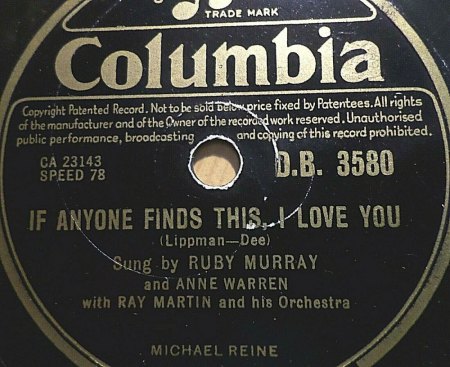 TRADE MARK
Columbia
Copyright Patented Record. Not to be sold below price fixed by Patentees. All rights
of the manufacturer and of the Owner of the recorded work reserved. Unauthorised
public performance, broadcasting and copying of this record prohibited.
CA 23143
SPEED 78
D.B. 3580
IF ANYONE FINDS THIS, I LOVE YOU
(Lippman—Dee)
Sung by RUBY MURRAY
and ANNE WARREN
with RAY MARTIN and his Orchestra
MICHAEL REINE